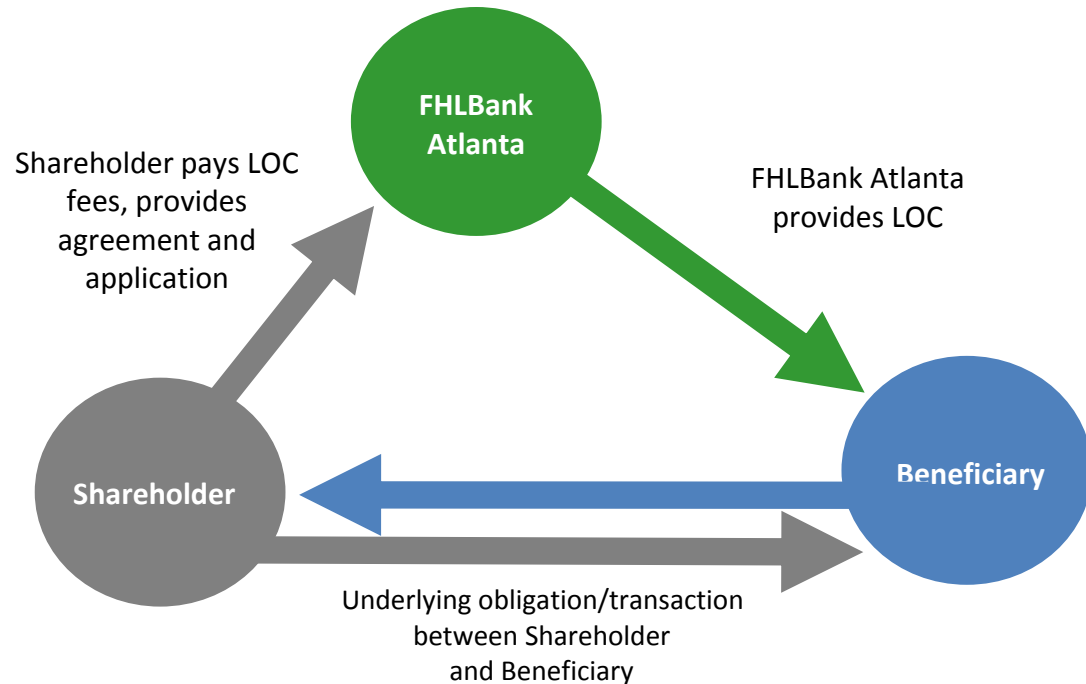 FHLBank
Atlanta
Shareholder pays LOC
fees, provides
agreement and
application
FHLBank Atlanta
provides LOC
Shareholder
Beneficiary
Underlying obligation/transaction
between Shareholder
and Beneficiary